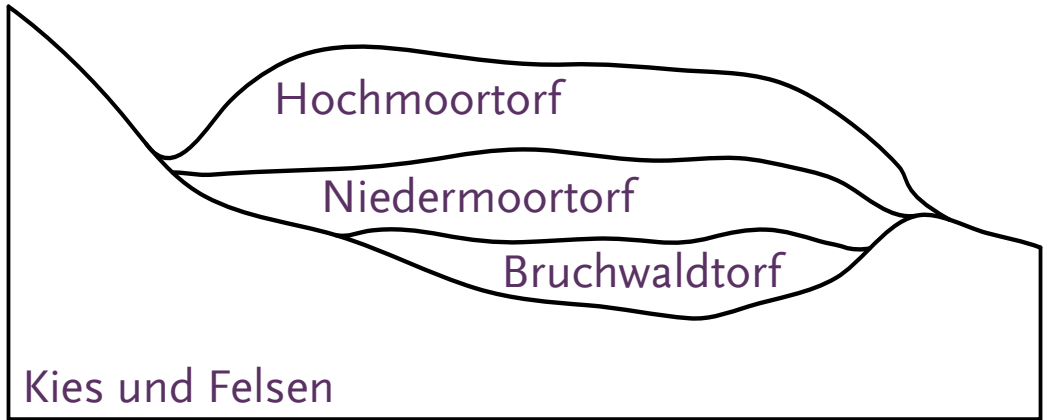 Hochmoortorf
Niedermoortorf
Bruchwaldtorf
Kies und Felsen